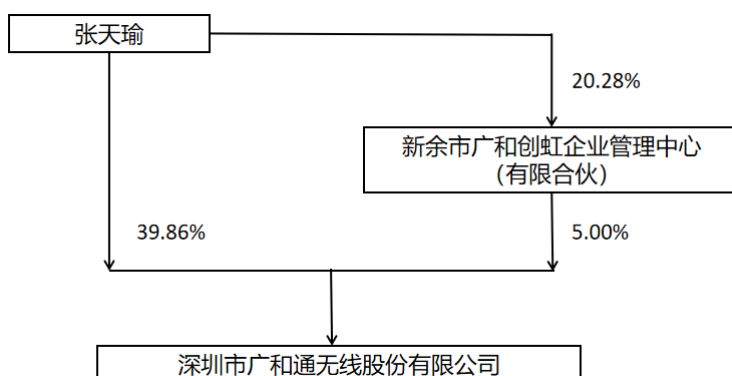 张天瑜
20.28%
新余市广和创虹企业管理中心
（有限合伙）
39.86%
5.00%
深圳市广和通无线股份有限公司